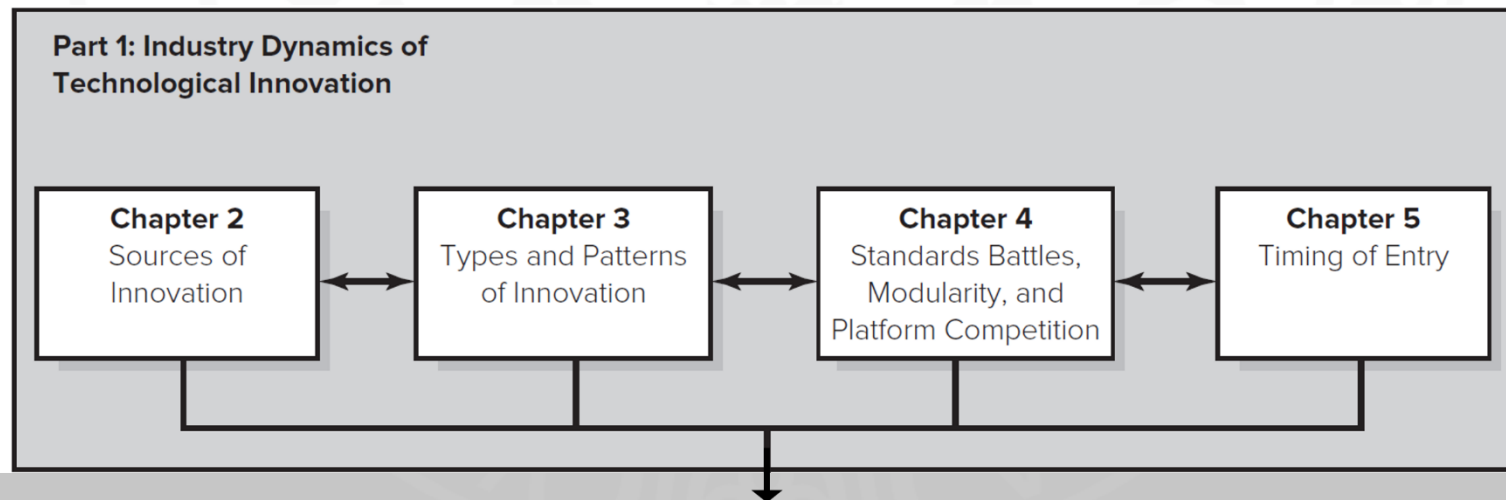 Part 1: Industry Dynamics of
Technological Innovation
Chapter 2
Sources of
Innovation
Chapter 3
Types and Patterns
of Innovation
Chapter 4
Standards Battles,
Modularity, and
Platform Competition
Chapter 5
Timing of Entry